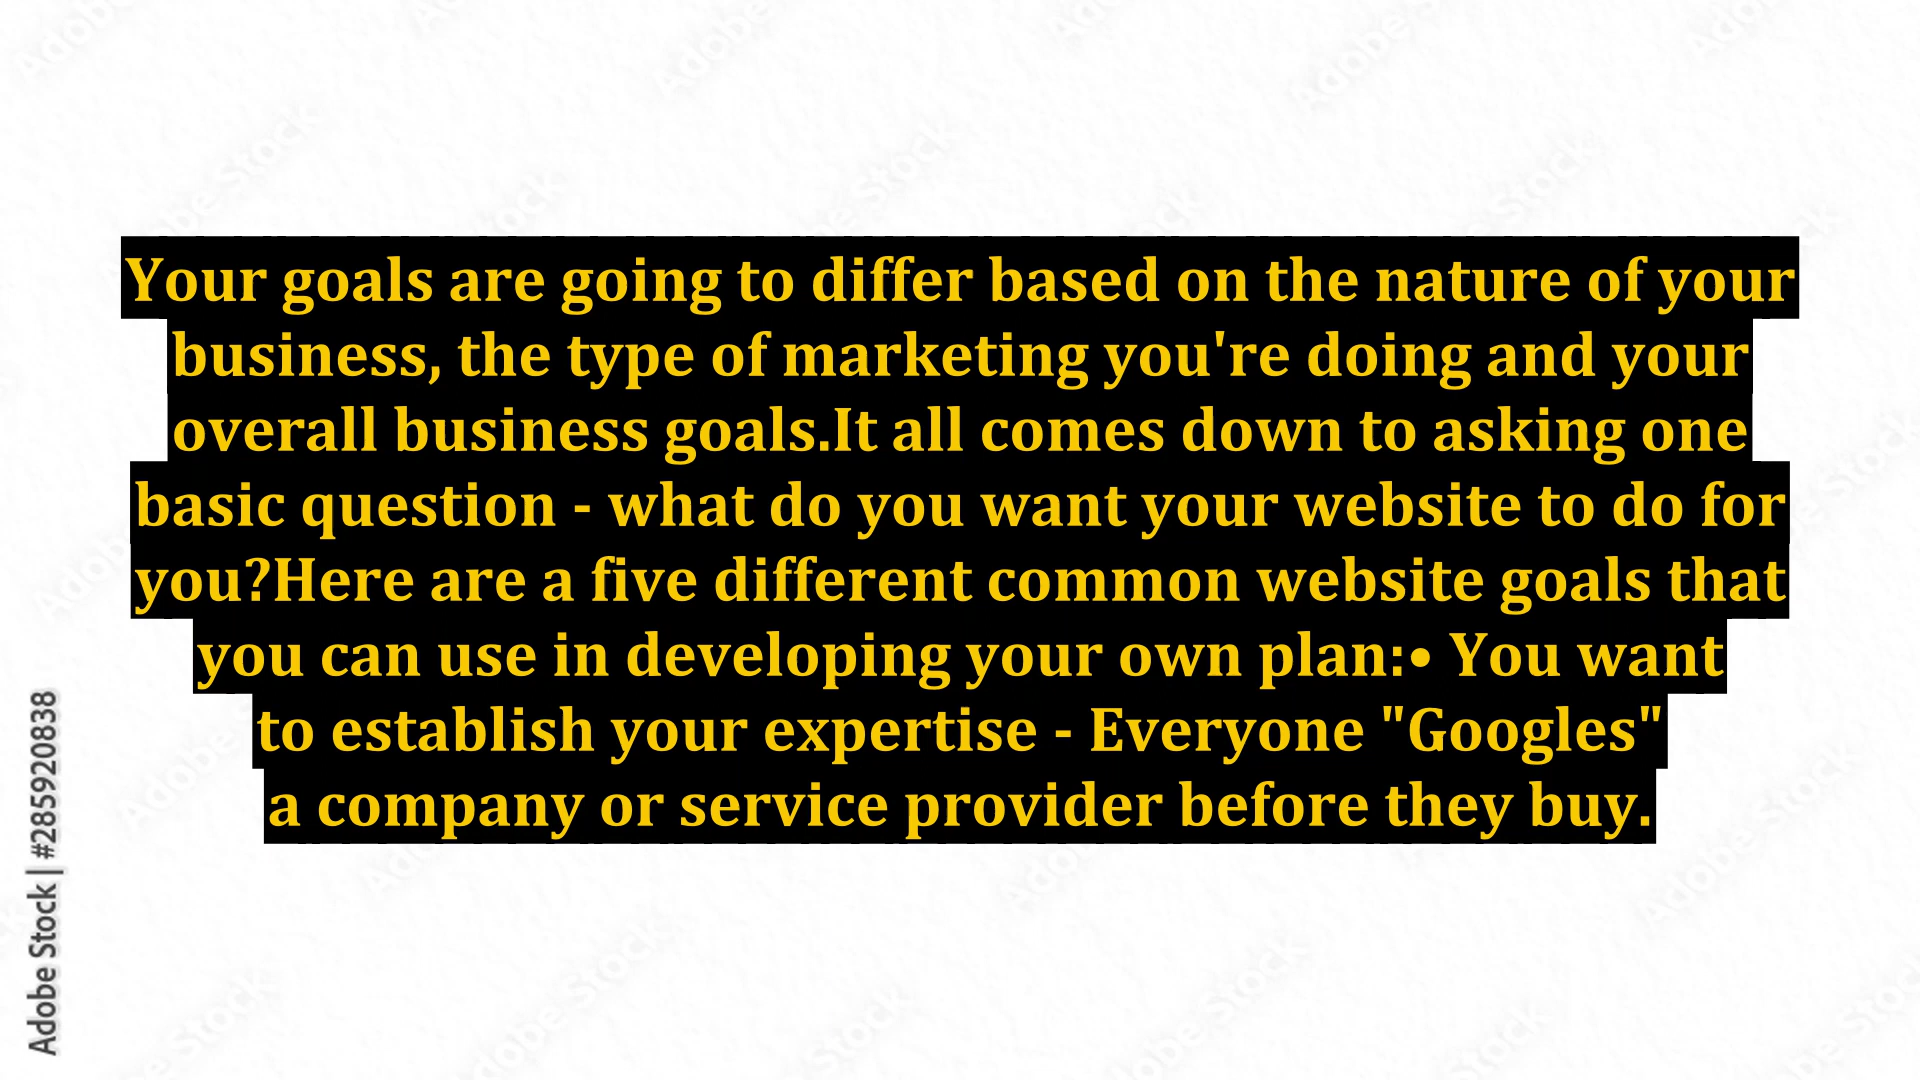 Your goals are going to differ based on the nature of your
business, the type of marketing you're doing and your
overall business goals.It all comes down to asking one
basic question - what do you want your website to do for
you?Here are a five different common website goals that
you can use in developing your own plan:• You want
to establish your expertise - Everyone "Googles"
a company or service provider before they buy.
Adobe Stock | #285920838